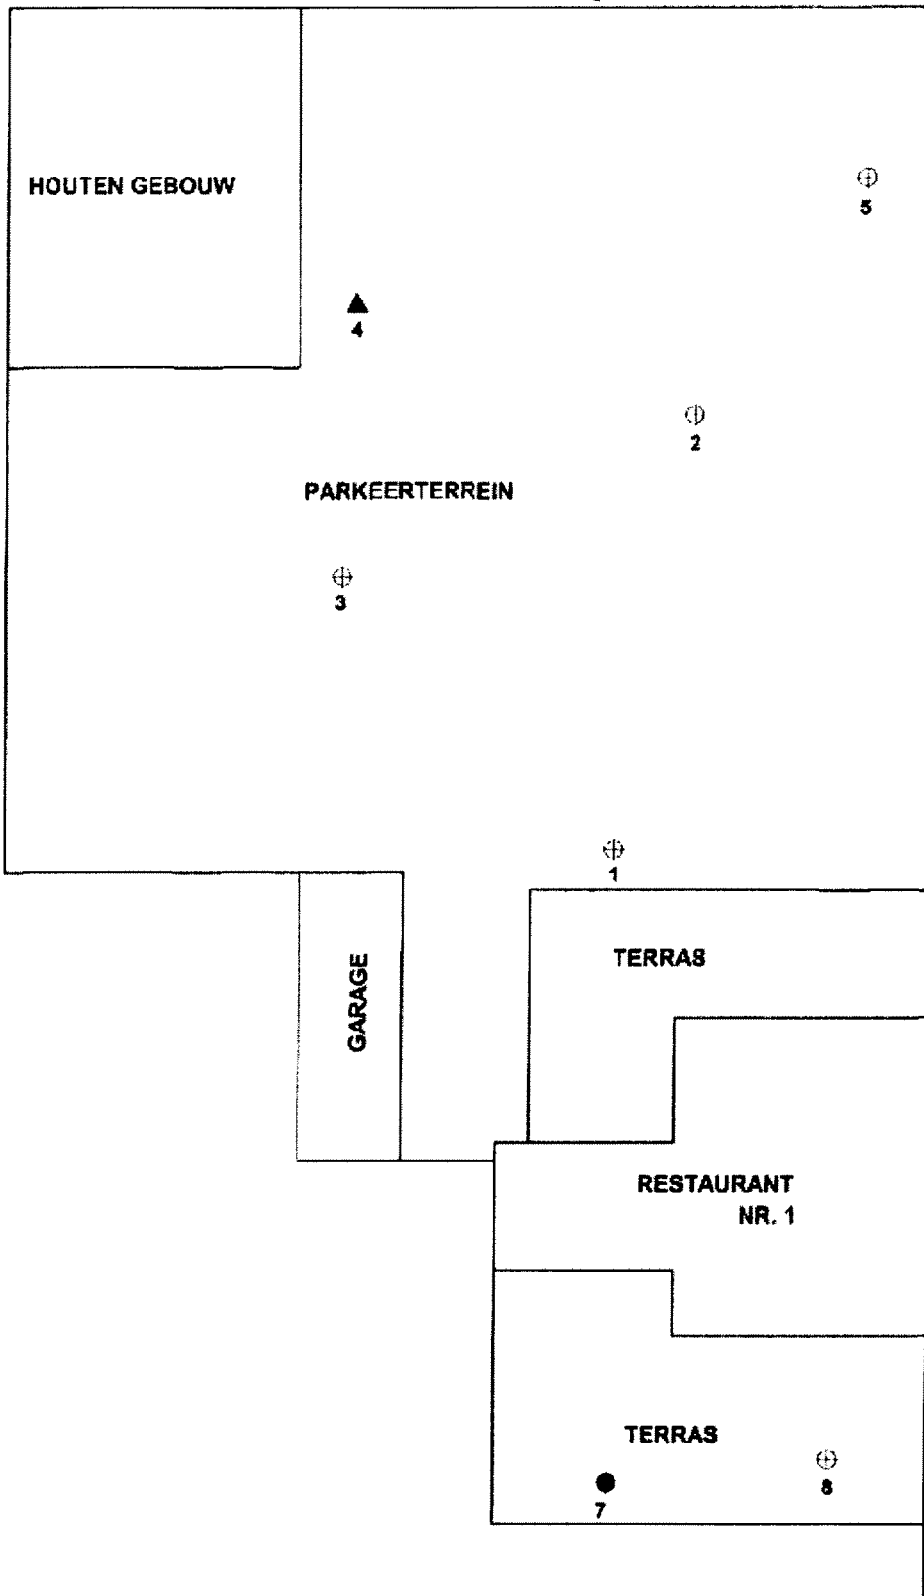 HOUTEN GEBOUW
5
4
2
PARKEERTERREIN
3
1
TERRAS
GARAGE
RESTAURANT
NR. 1
TERRAS
7
8